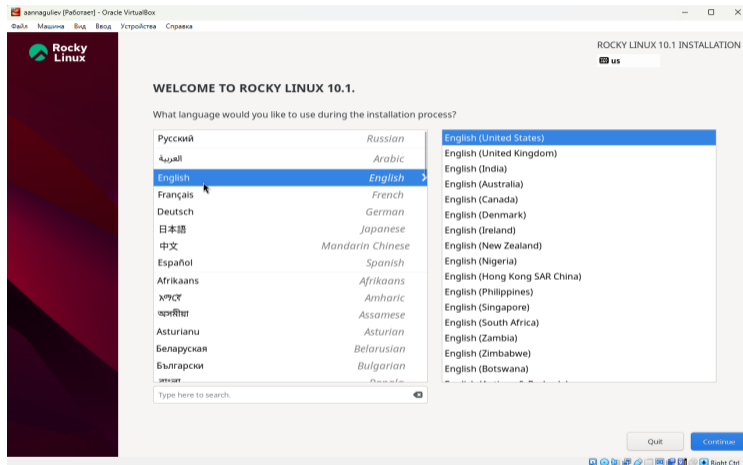 aannaguliev [Работает] - Oracle VirtualBox
Файл Машина Вид Ввод Устройства Справка
Rocky
Linux
ROCKY LINUX 10.1 INSTALLATION
us
WELCOME TO ROCKY LINUX 10.1.
What language would you like to use during the installation process?
Русский Russian
العربية Arabic
English English
Français French
Deutsch German
日本語 Japanese
中文 Mandarin Chinese
Español Spanish
Afrikaans Afrikaans
አማርኛ Amharic
অসমীয়া Assamese
Asturianu Asturian
Беларуская Belarusian
Български Bulgarian
English (United States)
English (United Kingdom)
English (India)
English (Australia)
English (Canada)
English (Denmark)
English (Ireland)
English (New Zealand)
English (Nigeria)
English (Hong Kong SAR China)
English (Philippines)
English (Singapore)
English (South Africa)
English (Zambia)
English (Zimbabwe)
English (Botswana)
Type here to search.
Quit Continue
Right Ctrl